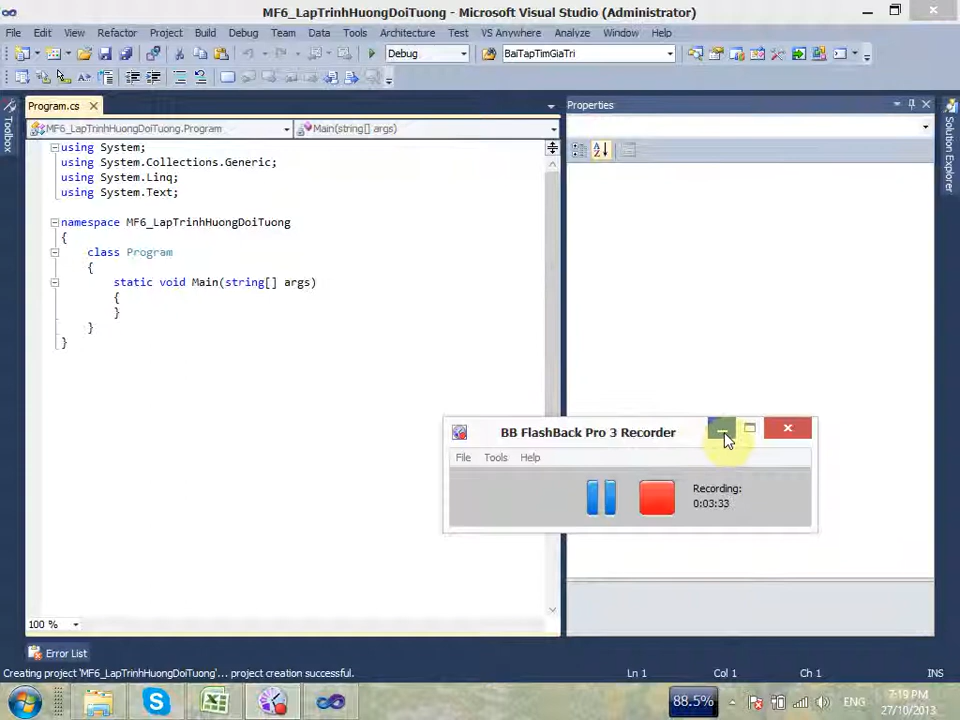 MF6_LapTrinhHuongDoiTuong - Microsoft Visual Studio (Administrator)
File Edit View Refactor Project Build Debug Team Data Tools Architecture Test VS Anywhere Analyze Window Help
Debug BaiTapTimGiaTri
Program.cs
MF6_LapTrinhHuongDoiTuong.Program Main(string[] args)
using System;
using System.Collections.Generic;
using System.Linq;
using System.Text;
namespace MF6_LapTrinhHuongDoiTuong
{
class Program
{
static void Main(string[] args)
{
}
}
}
100 %
Toolbox
Properties
Solution Explorer
BB FlashBack Pro 3 Recorder
File Tools Help
Recording:
0:03:33
Error List
Creating project 'MF6_LapTrinhHuongDoiTuong'... project creation successful.
Ln 1 Col 1 Ch 1 INS
88.5%
ENG
7:19 PM
27/10/2013